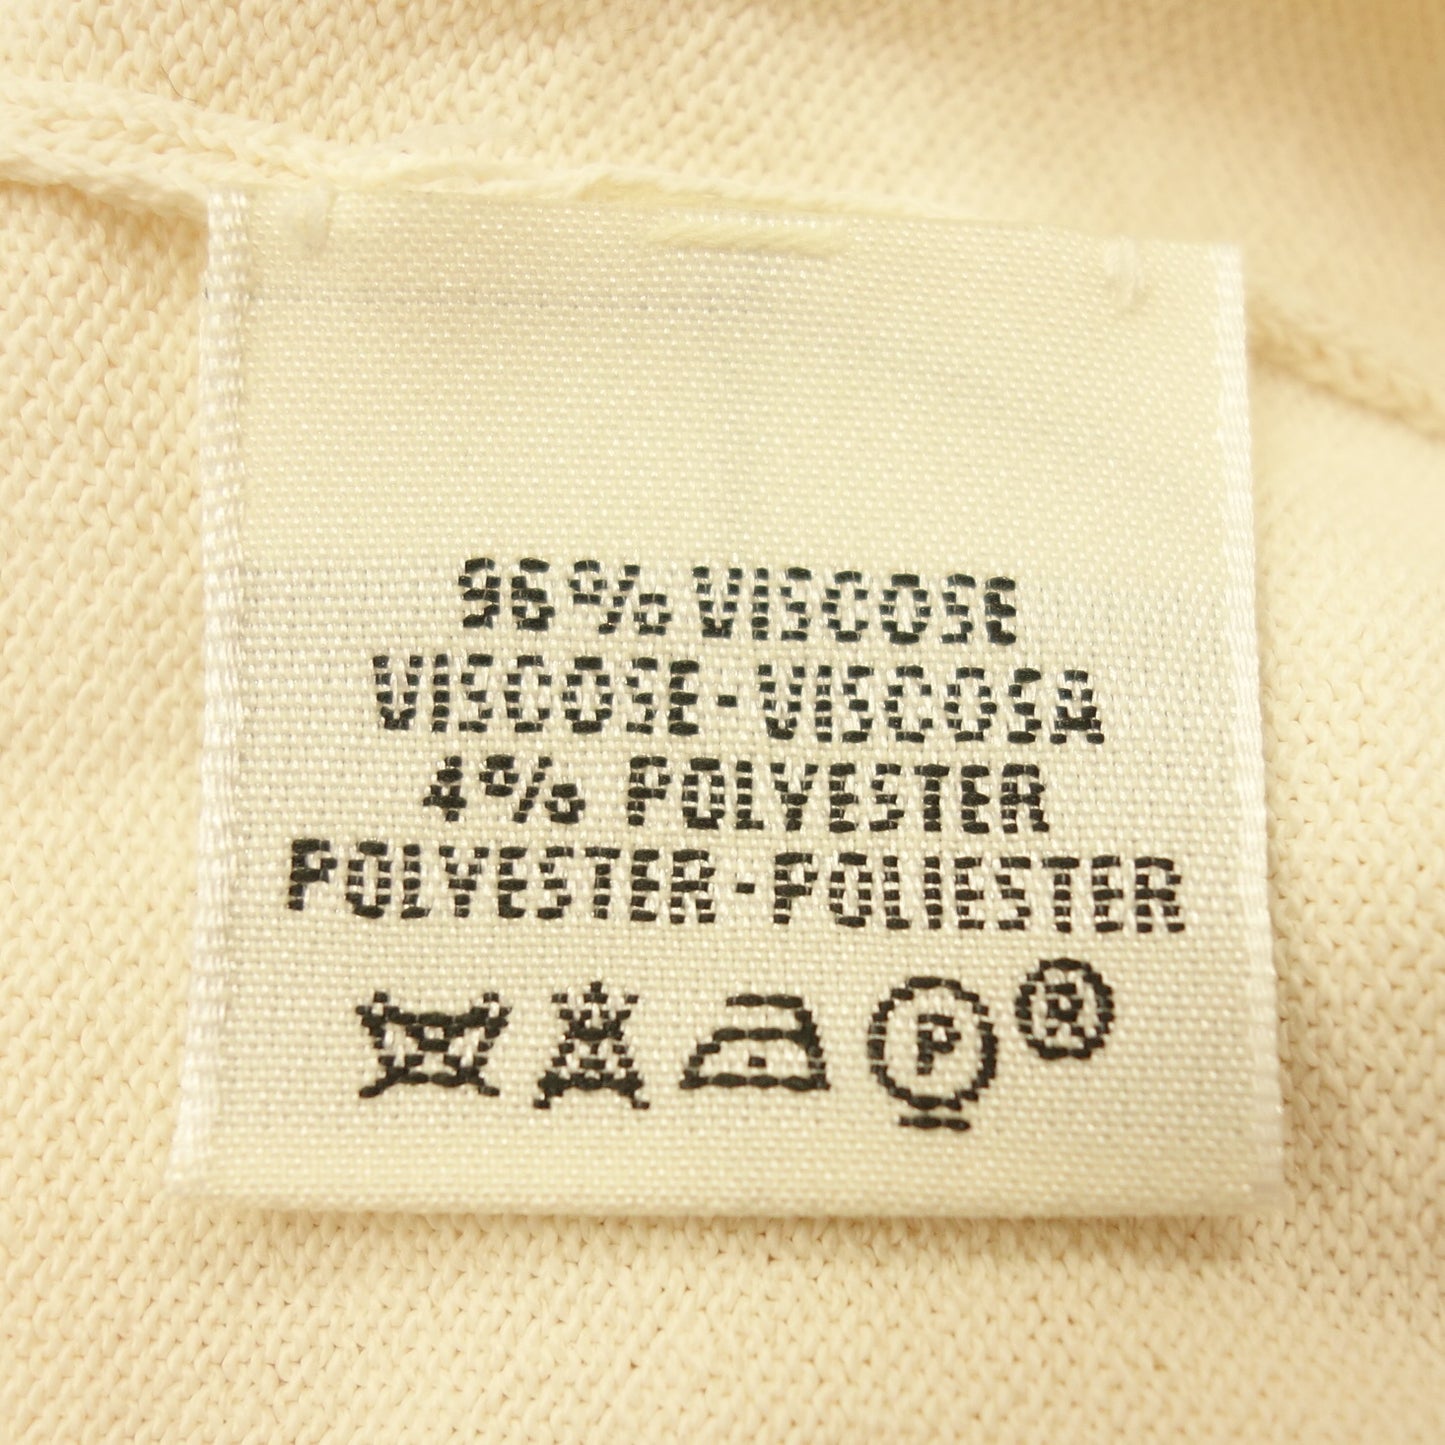 96% VISCOSE
VISCOSE-VISCOSA
4% POLYESTER
POLYESTER-POLIESTER
P ®